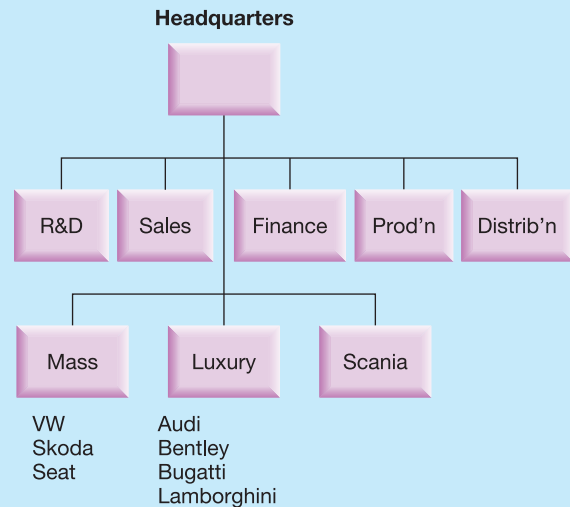 Headquarters
R&D
Sales
Finance
Prod'n
Distrib'n
Mass
Luxury
Scania
VW
Skoda
Seat
Audi
Bentley
Bugatti
Lamborghini